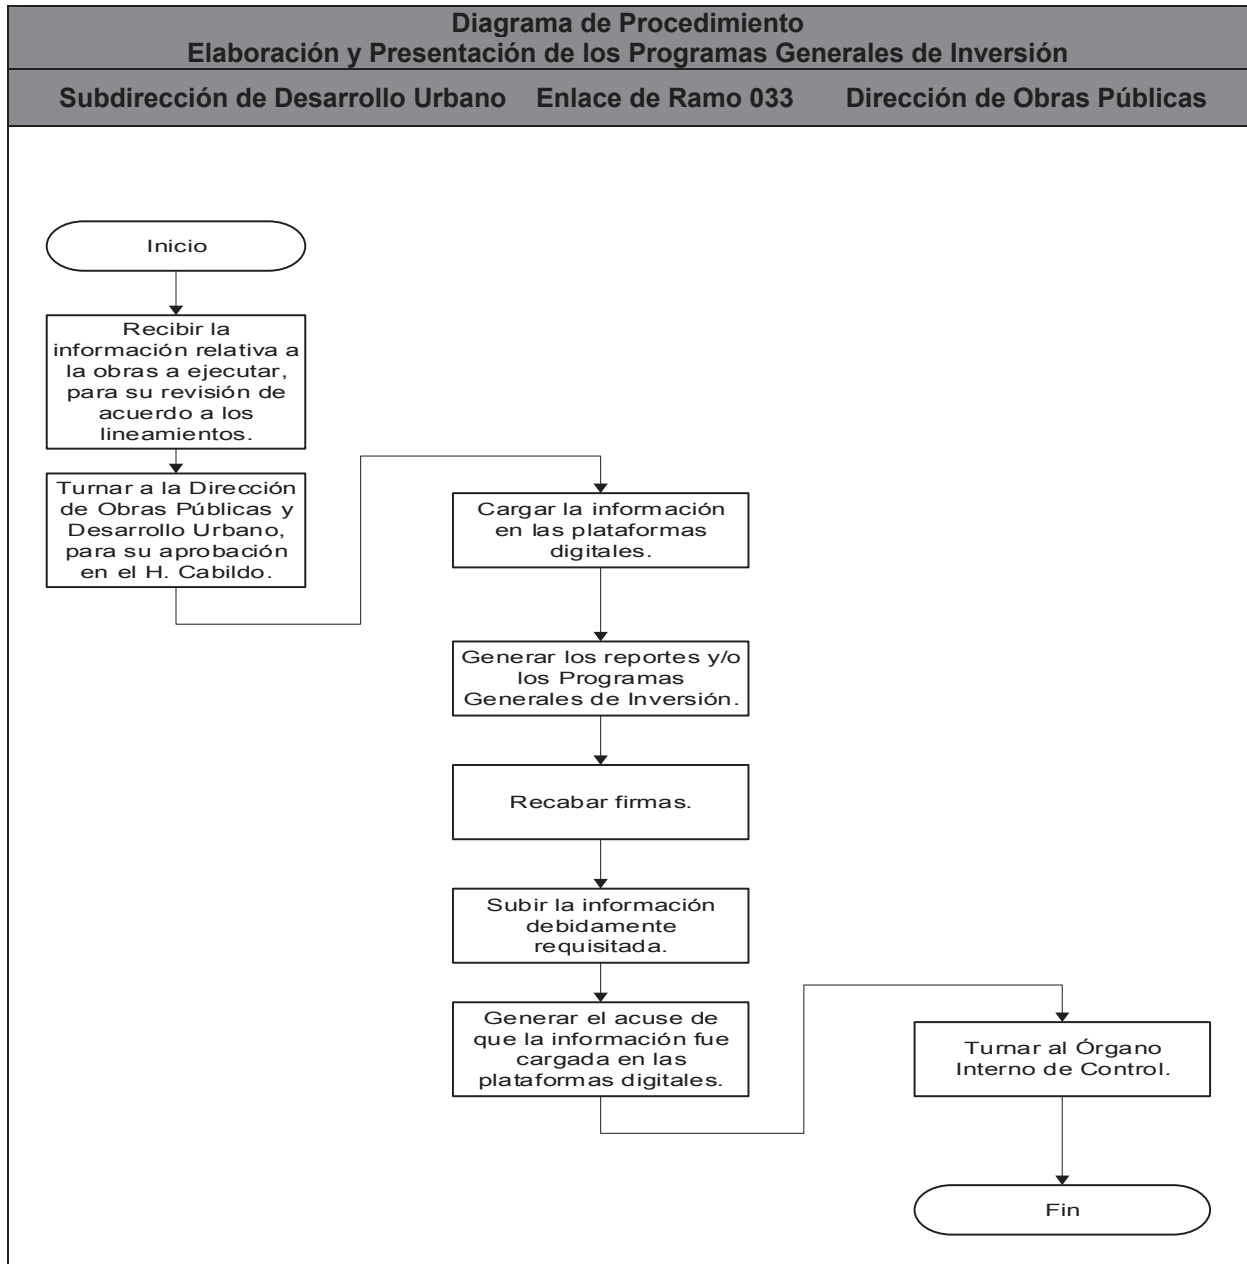 Diagrama de Procedimiento
Elaboración y Presentación de los Programas Generales de Inversión
Subdirección de Desarrollo Urbano Enlace de Ramo 033 Dirección de Obras Públicas
Inicio
Recibir la
información relativa a
la obras a ejecutar,
para su revisión de
acuerdo a los
lineamientos.
Turnar a la Dirección
de Obras Públicas y
Desarrollo Urbano,
para su aprobación
en el H. Cabildo.
Cargar la información
en las plataformas
digitales.
Generar los reportes y/o
los Programas
Generales de Inversión.
Recabar firmas.
Subir la información
debidamente
requisitada.
Generar el acuse de
que la información fue
cargada en las
plataformas digitales.
Turnar al Órgano
Interno de Control.
Fin